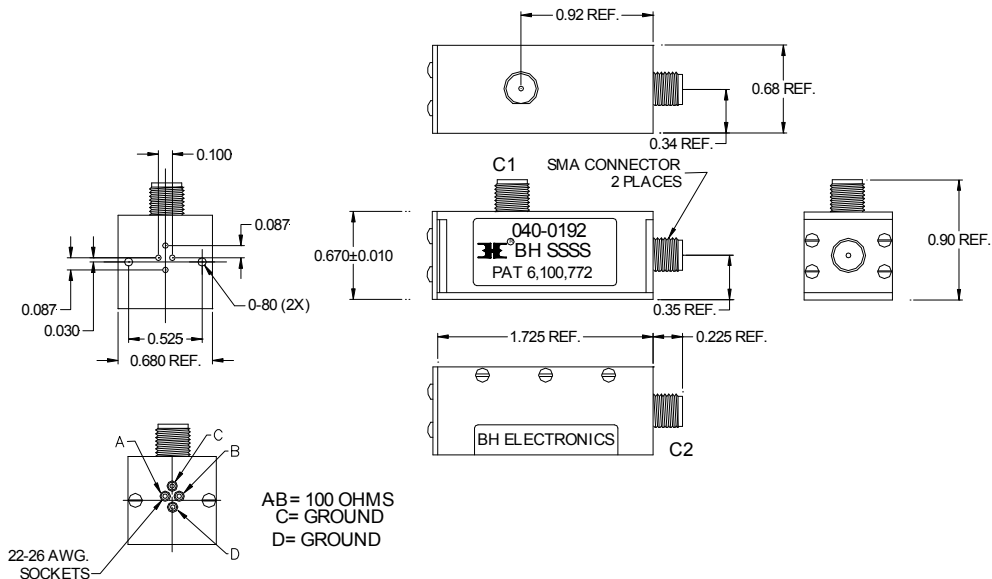 0.92 REF.
0.68 REF.
0.34 REF.
0.100
0.087
0.087
0.030
0-80 (2X)
0.525
0.680 REF.
C1
SMA CONNECTOR
2 PLACES
0.670±0.010
040-0192
® BH SSSS
PAT 6,100,772
0.35 REF.
0.90 REF.
1.725 REF.
0.225 REF.
BH ELECTRONICS
C2
A
C
B
D
22-26 AWG.
SOCKETS
A-B = 100 OHMS
C= GROUND
D= GROUND